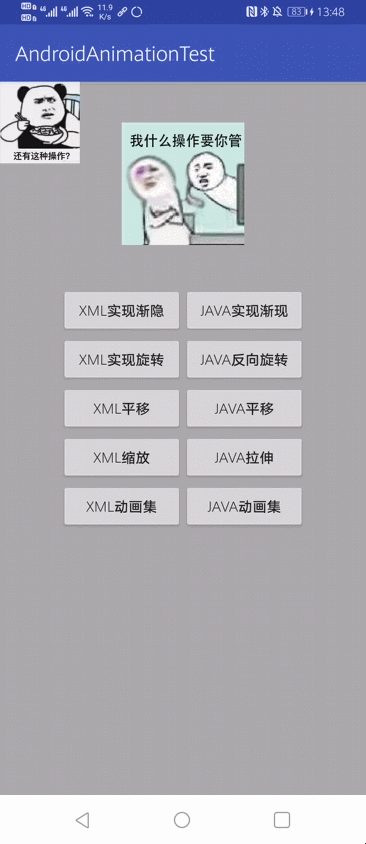 HD 4G 4G 11.9 K/s 83 13:48
HD
AndroidAnimationTest
还有这种操作?
我什么操作要你管
XML实现渐隐 JAVA实现渐现
XML实现旋转 JAVA反向旋转
XML平移 JAVA平移
XML缩放 JAVA拉伸
XML动画集 JAVA动画集